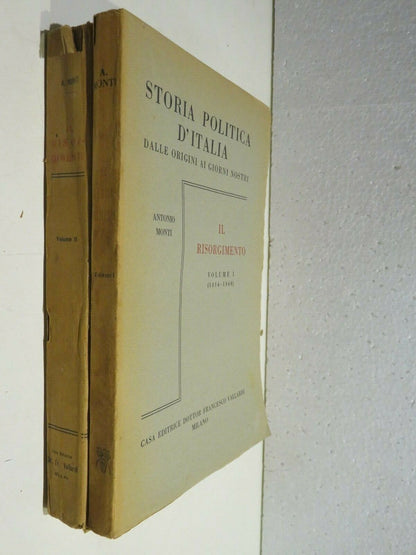 A. MONTI
Volume II
A.
MONTI
STORIA POLITICA
D'ITALIA
DALLE ORIGINI AI GIORNI NOSTRI
ANTONIO
MONTI
IL
RISORGIMENTO
VOLUME I
CASA EDITRICE DOTTOR FRANCESCO VALLARDI
MILANO